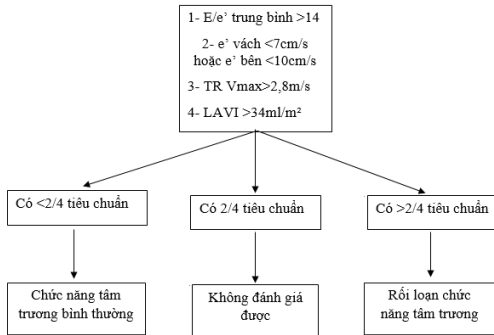 1- E/e’ trung bình >14
2- e’ vách <7cm/s
hoặc e’ bên <10cm/s
3- TR Vmax>2,8m/s
4- LAVI >34ml/m²
Có <2/4 tiêu chuẩn
Có 2/4 tiêu chuẩn
Có >2/4 tiêu chuẩn
Chức năng tâm
trương bình thường
Không đánh giá
được
Rối loạn chức
năng tâm trương